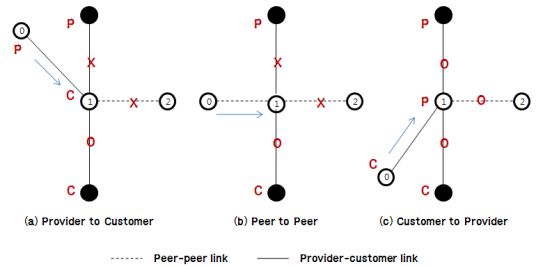 P P P
0
P
X X O
C 1 X 2 0 1 X 2 P 1 O 2
O O C O
0
C C C
(a) Provider to Customer (b) Peer to Peer (c) Customer to Provider
Peer-peer link Provider-customer link